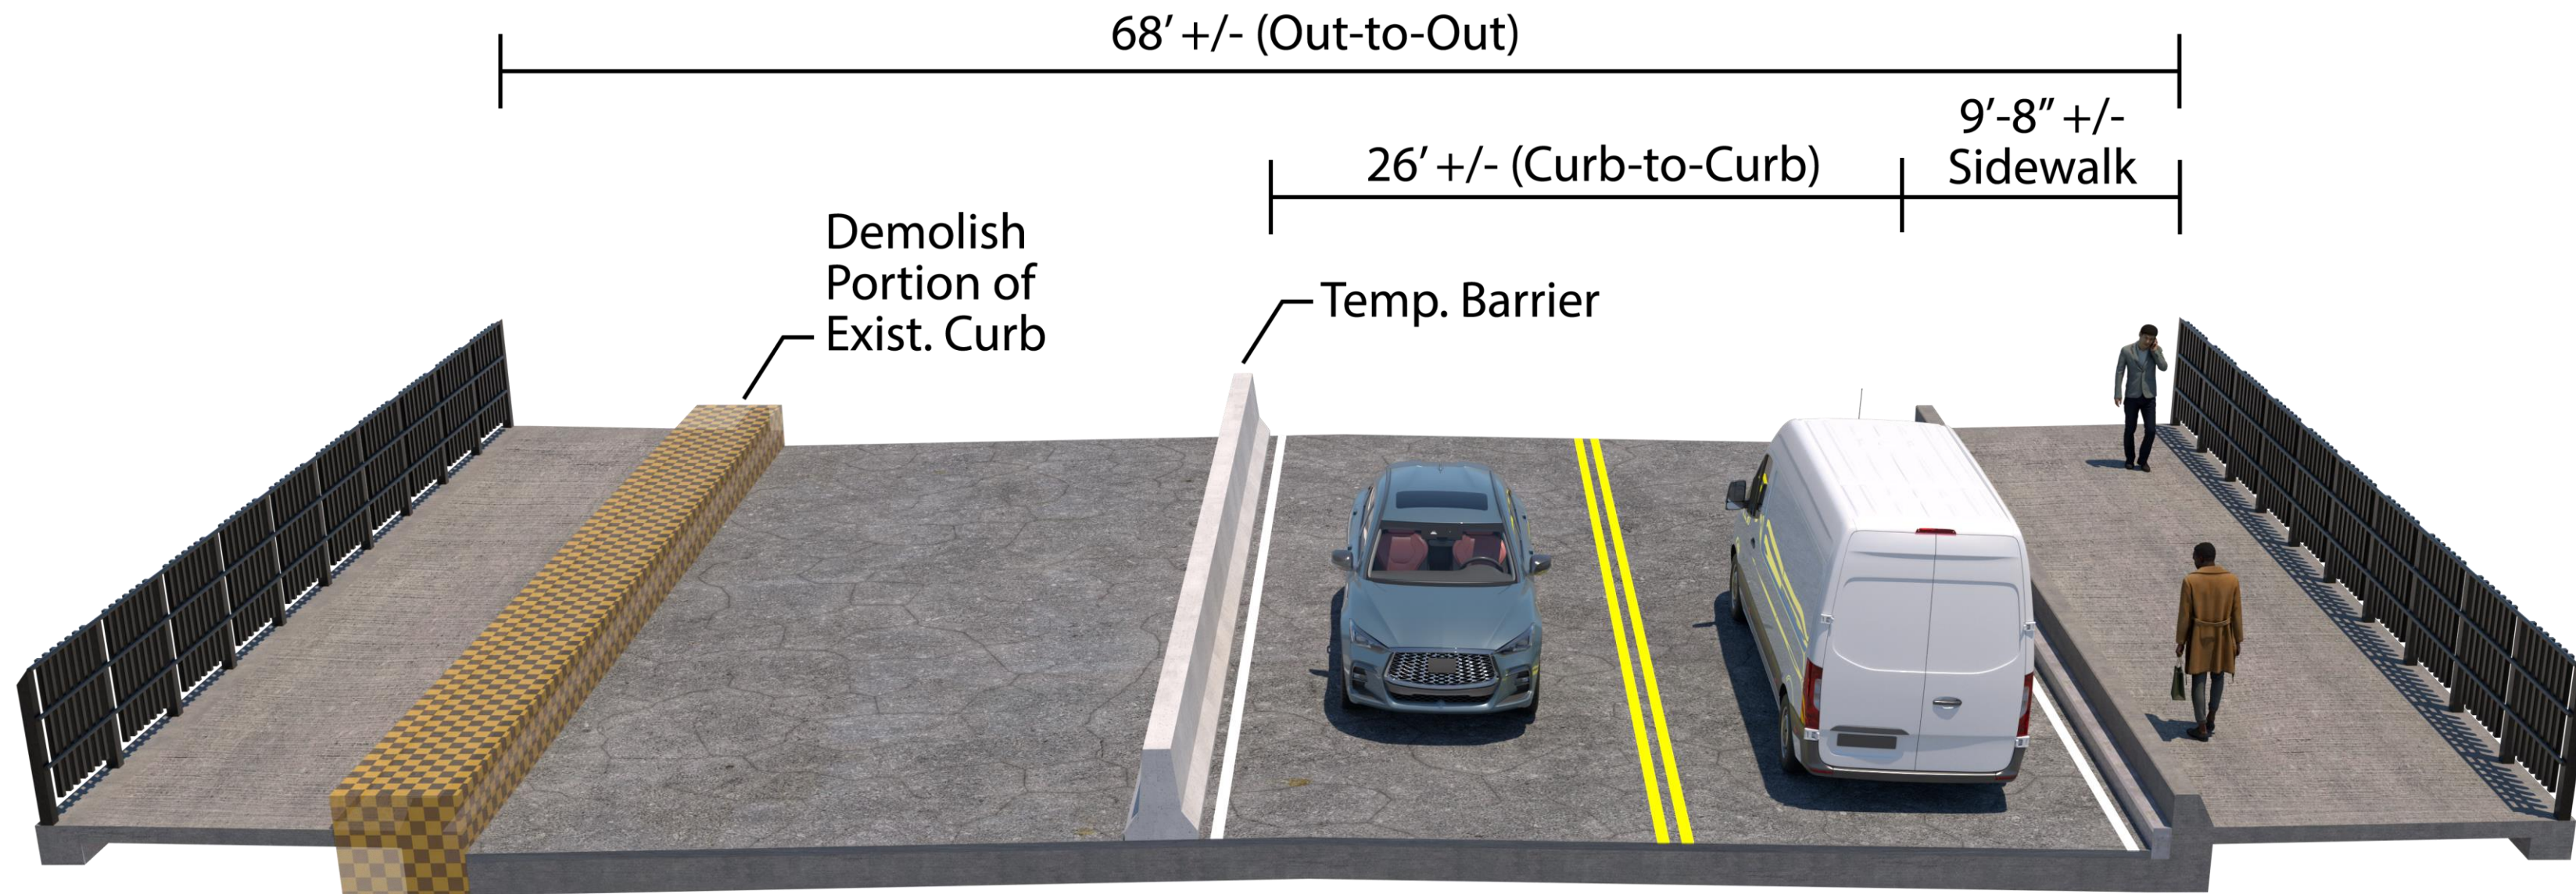 68’ +/- (Out-to-Out)
9’-8” +/-
Sidewalk
26’ +/- (Curb-to-Curb)
Demolish
Portion of
Exist. Curb
Temp. Barrier